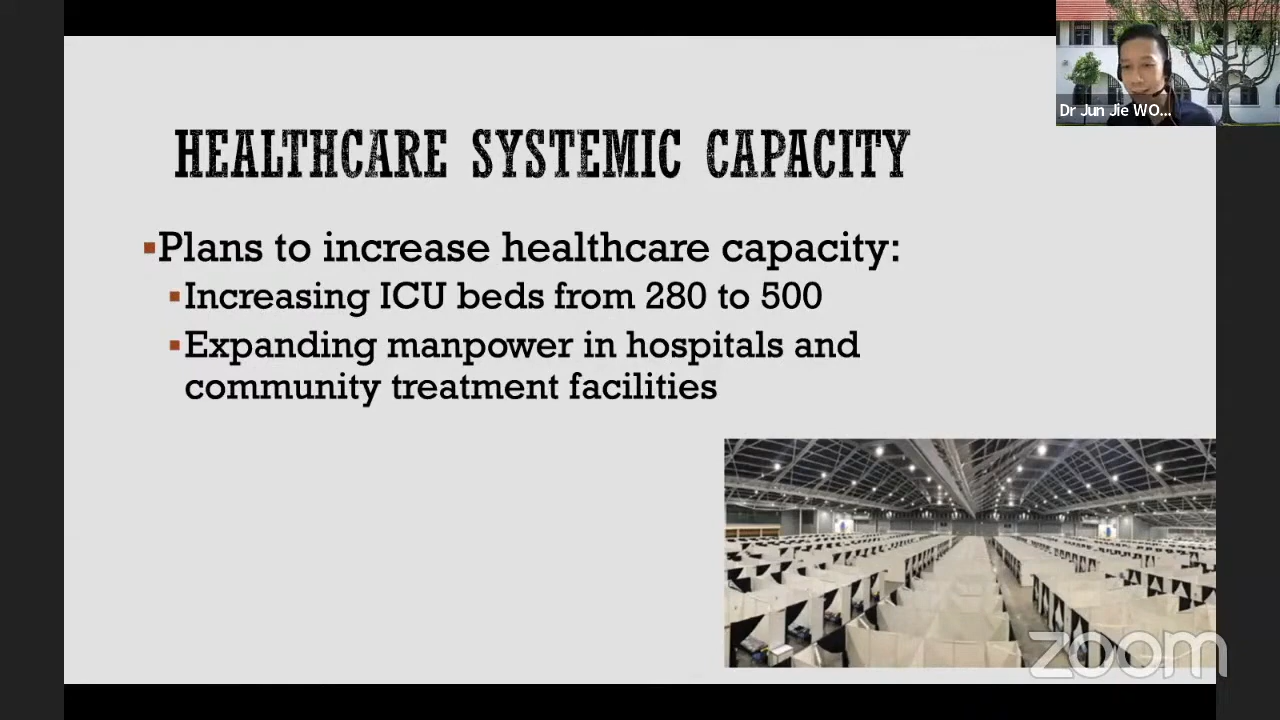 Dr Jun Jie WO...
HEALTHCARE SYSTEMIC CAPACITY
▪Plans to increase healthcare capacity:
▪Increasing ICU beds from 280 to 500
▪Expanding manpower in hospitals and
community treatment facilities
zoom